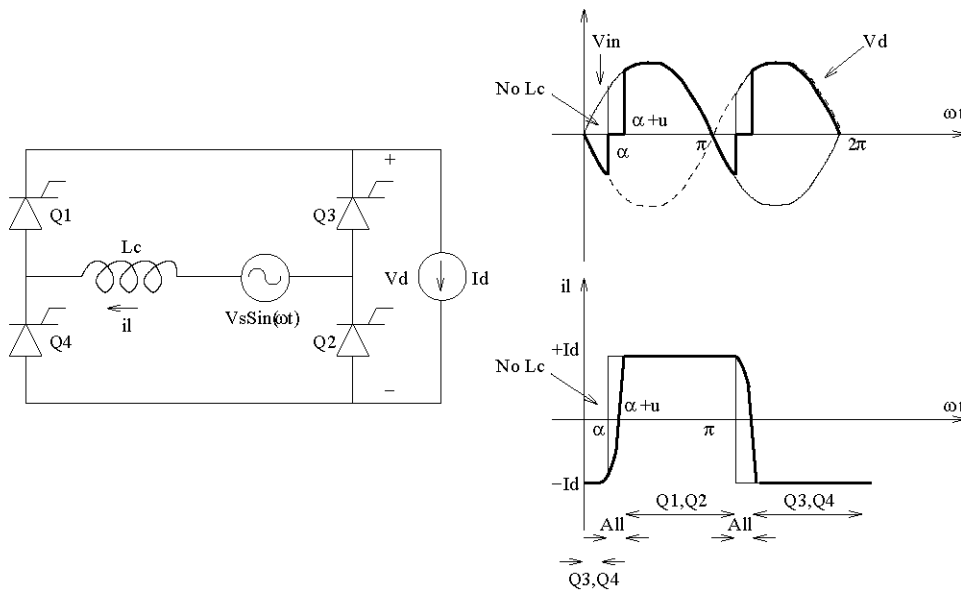 Q1
Q3
Lc
il
VsSin(ωt)
Q4
Q2
+
−
Vd
Id
Vin
Vd
No Lc
α+u
α
π
2π
ωt
il
+Id
No Lc
α+u
α
π
ωt
−Id
Q1,Q2
Q3,Q4
All
All
Q3,Q4